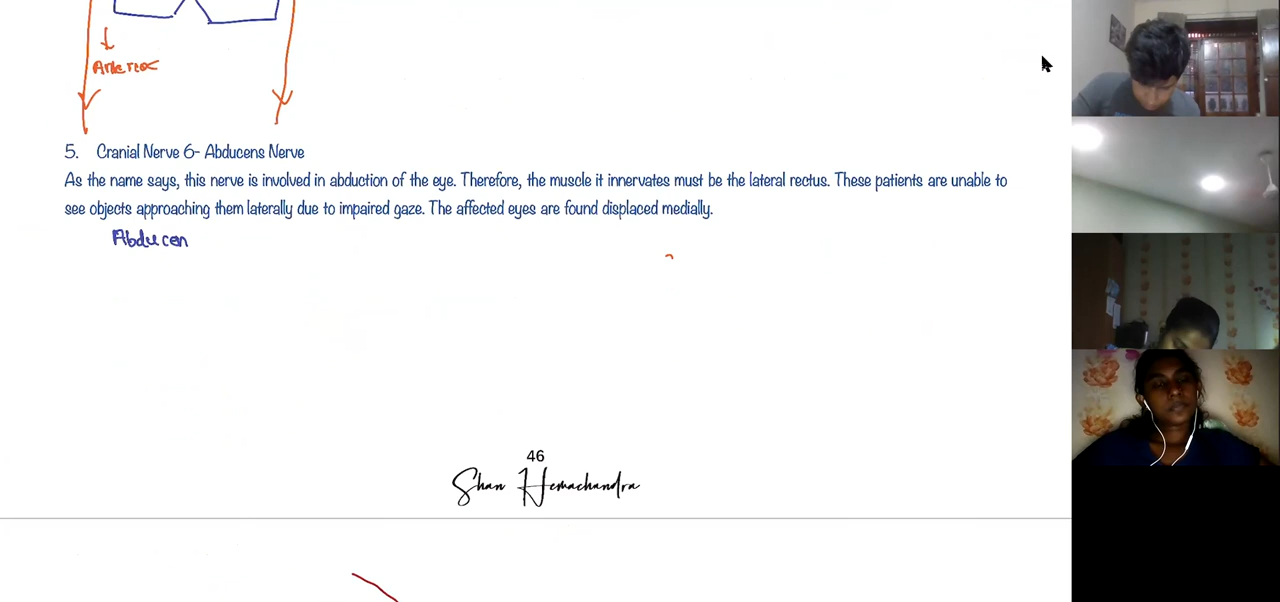 Anterior
5. Cranial Nerve 6- Abducens Nerve
As the name says, this nerve is involved in abduction of the eye. Therefore, the muscle it innervates must be the lateral rectus. These patients are unable to
see objects approaching them laterally due to impaired gaze. The affected eyes are found displaced medially.
Abducen
46
Shan Hemachandra